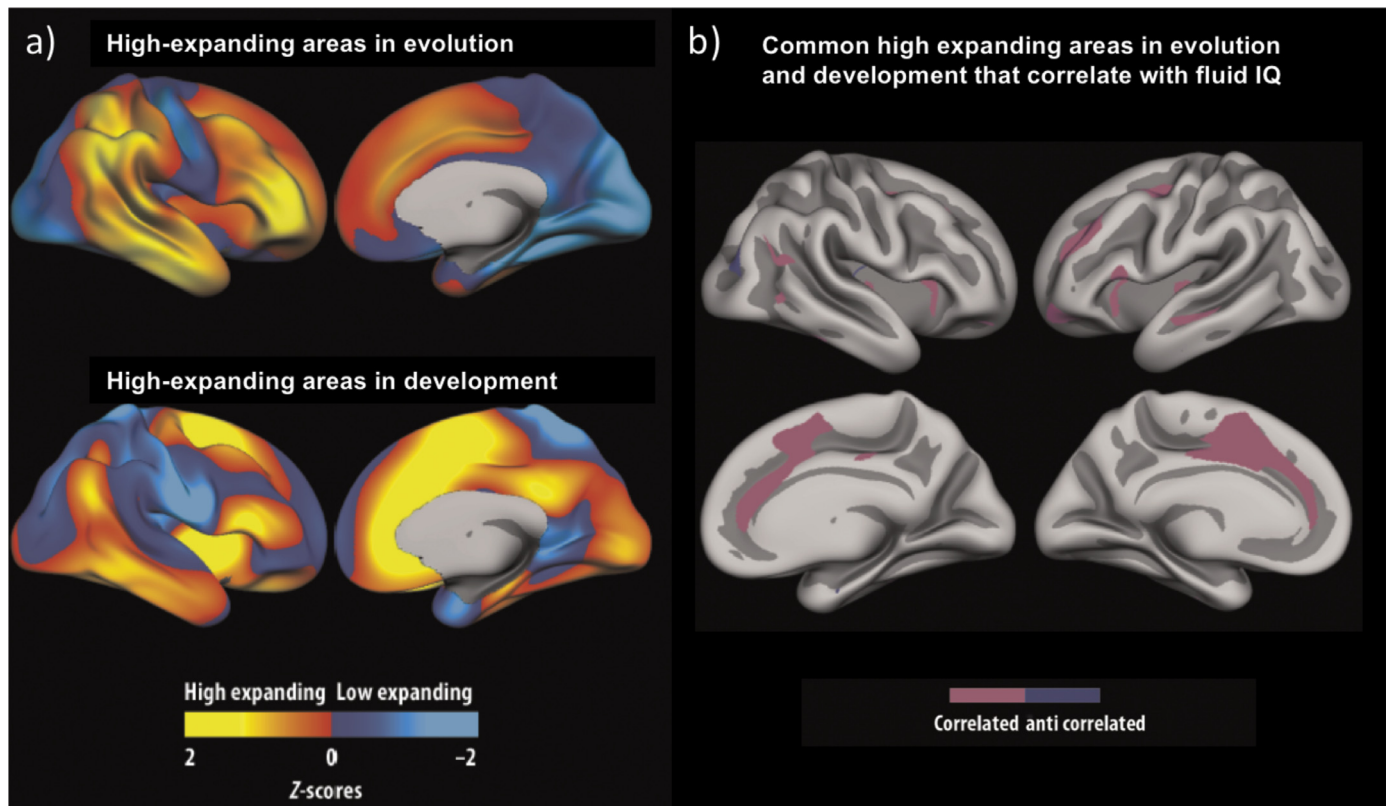 a)
High-expanding areas in evolution
High-expanding areas in development
High expanding Low expanding
2 0 –2
Z-scores
b)
Common high expanding areas in evolution
and development that correlate with fluid IQ
Correlated anti correlated